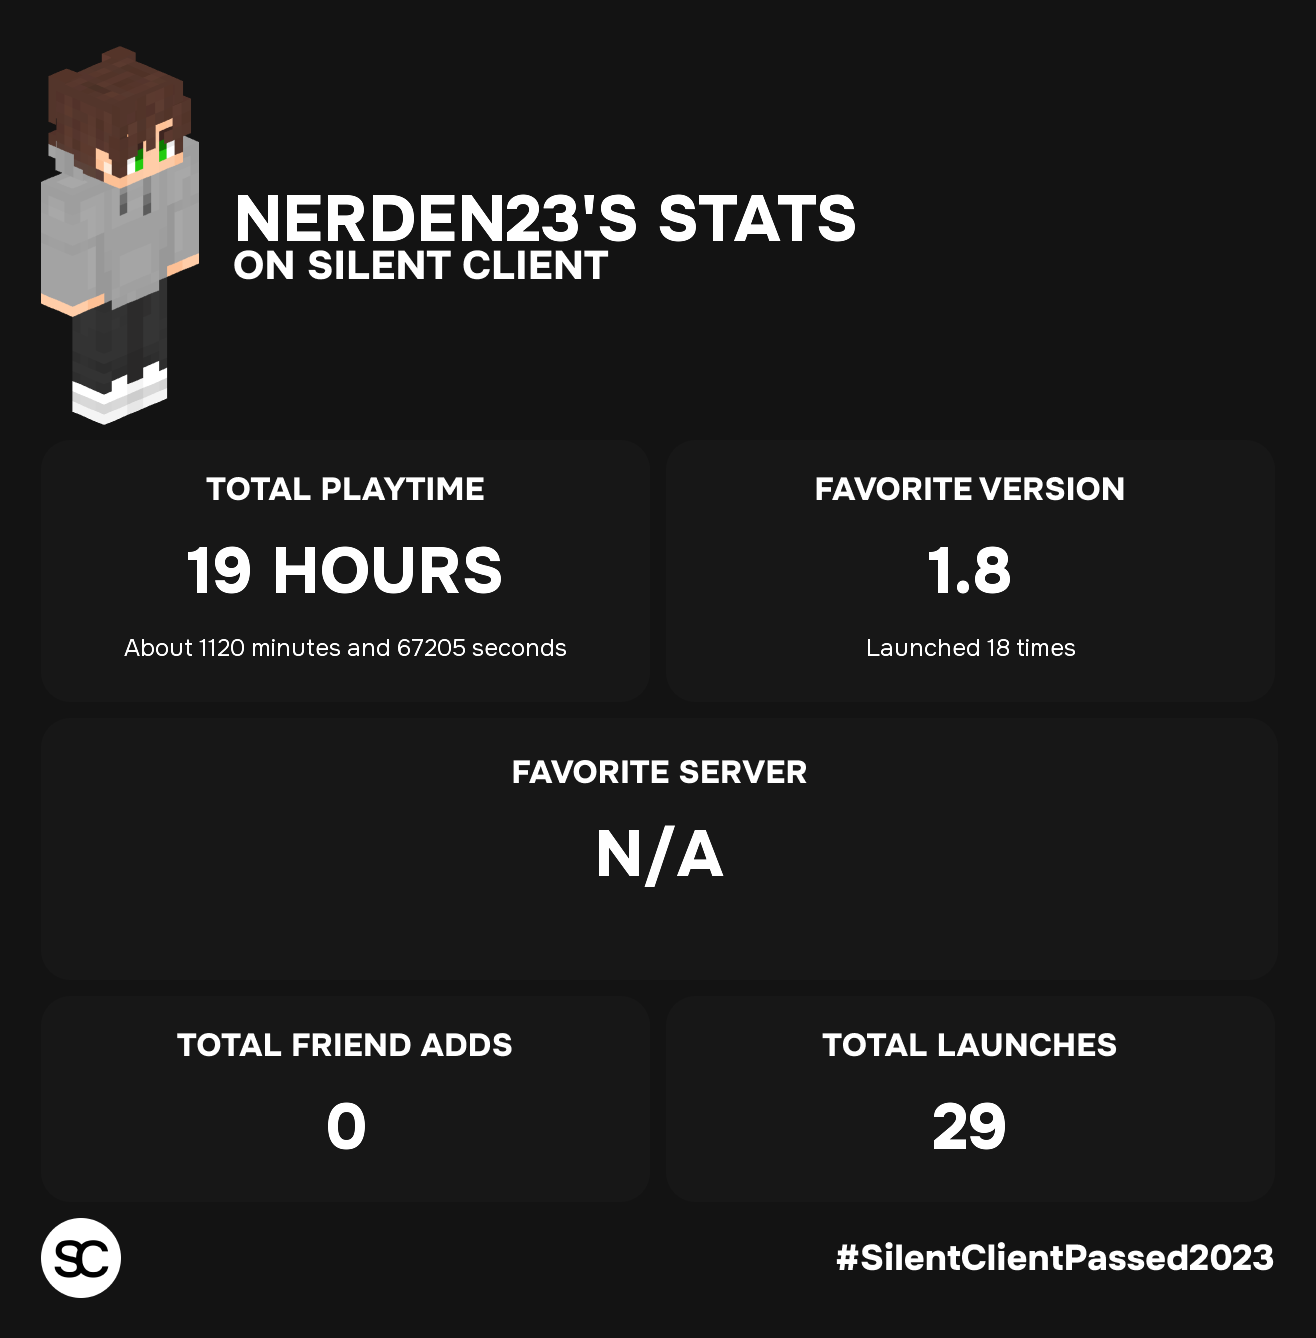 NERDEN23'S STATS
ON SILENT CLIENT
TOTAL PLAYTIME
19 HOURS
About 1120 minutes and 67205 seconds
FAVORITE VERSION
1.8
Launched 18 times
FAVORITE SERVER
N/A
TOTAL FRIEND ADDS
0
TOTAL LAUNCHES
29
SC
#SilentClientPassed2023